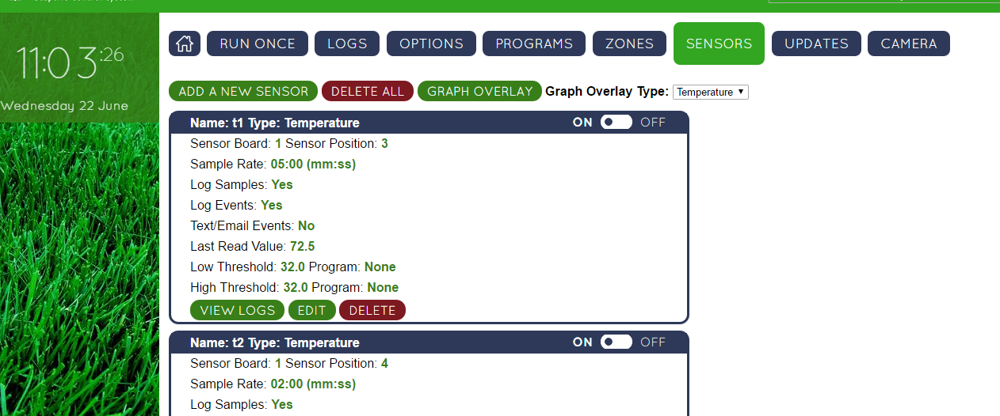 11:03:26
Wednesday 22 June
RUN ONCE LOGS OPTIONS PROGRAMS ZONES SENSORS UPDATES CAMERA
ADD A NEW SENSOR DELETE ALL GRAPH OVERLAY Graph Overlay Type: Temperature
Name: t1 Type: Temperature ON OFF
Sensor Board: 1 Sensor Position: 3
Sample Rate: 05:00 (mm:ss)
Log Samples: Yes
Log Events: Yes
Text/Email Events: No
Last Read Value: 72.5
Low Threshold: 32.0 Program: None
High Threshold: 32.0 Program: None
VIEW LOGS EDIT DELETE
Name: t2 Type: Temperature ON OFF
Sensor Board: 1 Sensor Position: 4
Sample Rate: 02:00 (mm:ss)
Log Samples: Yes